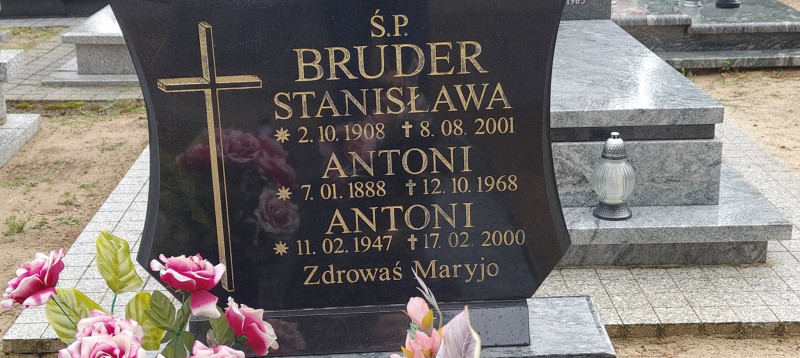 Ś.P.
BRUDER
STANISŁAWA
✵ 2.10.1908 ✝ 8.08.2001
ANTONI
✵ 7.01.1888 ✝ 12.10.1968
ANTONI
✵ 11.02.1947 ✝ 17.02.2000
Zdrowaś Maryjo